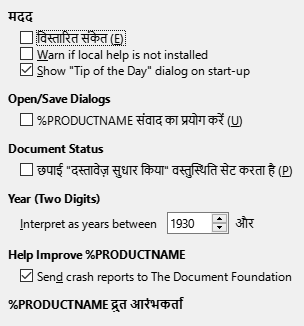 मदद
विस्तारित संकेत (E)
Warn if local help is not installed
Show "Tip of the Day" dialog on start-up
Open/Save Dialogs
%PRODUCTNAME संवाद का प्रयोग करें (U)
Document Status
छपाई "दस्तावेज़ सुधार किया" वस्तुस्थिति सेट करता है (P)
Year (Two Digits)
Interpret as years between 1930 और
Help Improve %PRODUCTNAME
Send crash reports to The Document Foundation
%PRODUCTNAME द्रुत आरंभकर्ता